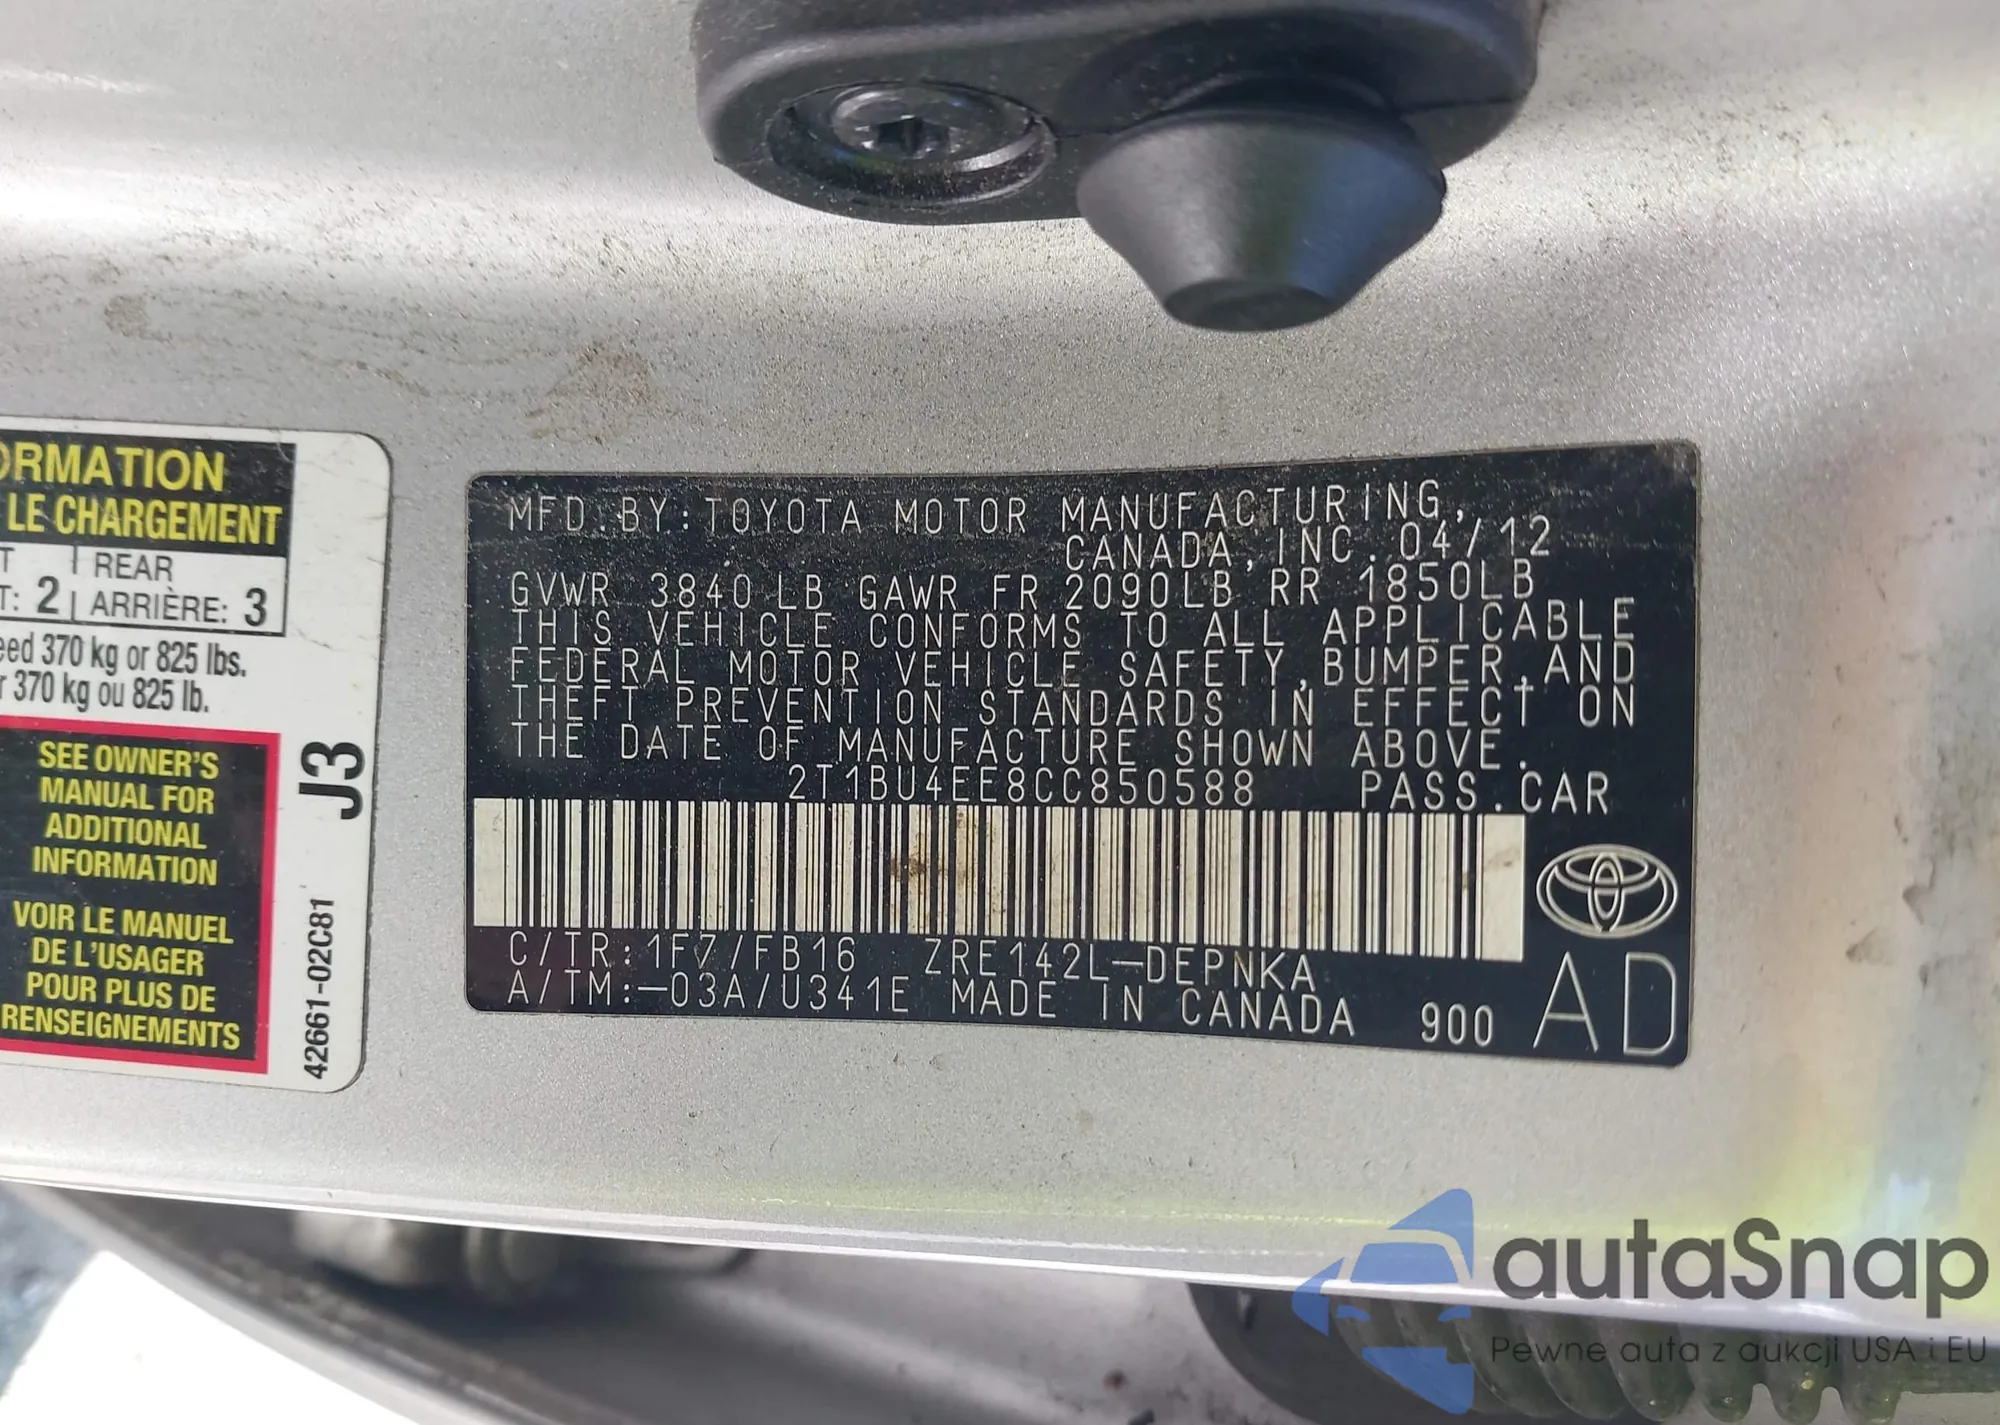 ORMATION
LE CHARGEMENT
T REAR
T: 2 ARRIÈRE: 3
eed 370 kg or 825 lbs.
r 370 kg ou 825 lb.
SEE OWNER'S
MANUAL FOR
ADDITIONAL
INFORMATION
VOIR LE MANUEL
DE L'USAGER
POUR PLUS DE
RENSEIGNEMENTS
J3
42661-02C81
MFD.BY:TOYOTA MOTOR MANUFACTURING,
CANADA,INC.04/12
GVWR 3840 LB GAWR FR 2090LB RR 1850LB
THIS VEHICLE CONFORMS TO ALL APPLICABLE
FEDERAL MOTOR VEHICLE SAFETY,BUMPER,AND
THEFT PREVENTION STANDARDS IN EFFECT ON
THE DATE OF MANUFACTURE SHOWN ABOVE.
2T1BU4EE8CC850588 PASS.CAR
C/TR:1F7/FB16 ZRE142L-DEPNKA
A/TM:-03A/U341E MADE IN CANADA 900 AD
autaSnap
Pewne auta z aukcji USA i EU